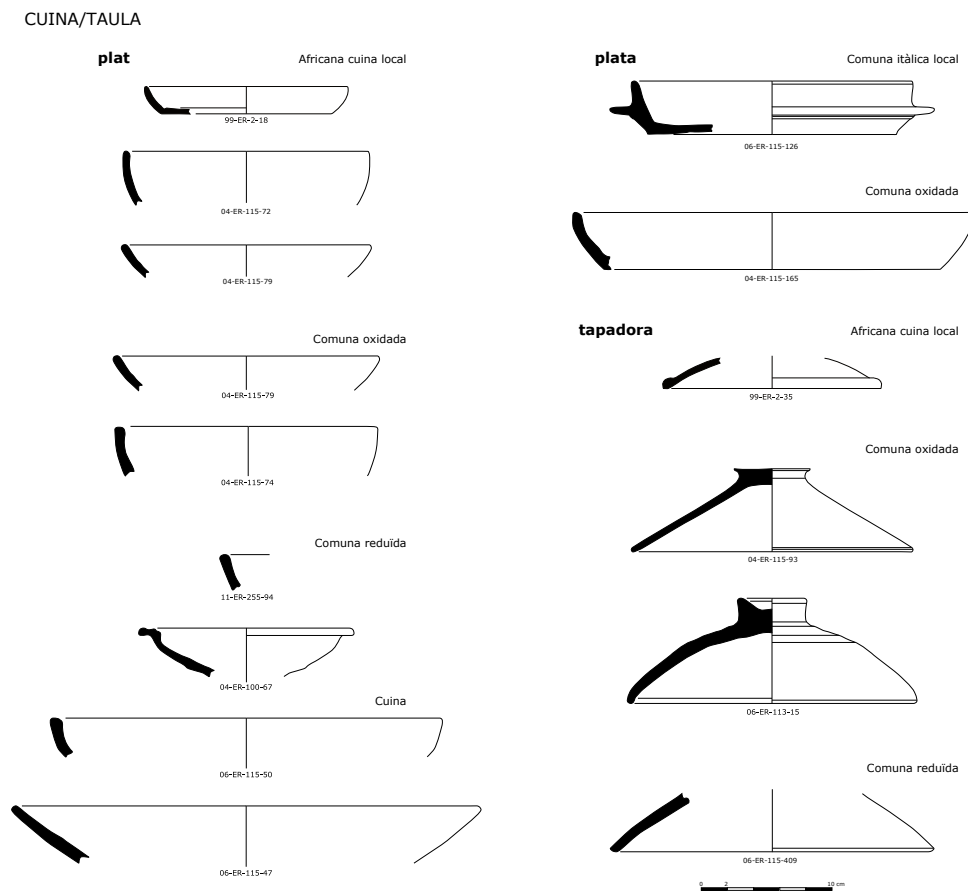 CUINA/TAULA
plat
Africana cuina local
99-ER-2-18
04-ER-115-72
04-ER-115-79
Comuna oxidada
04-ER-115-79
04-ER-115-74
Comuna reduïda
11-ER-255-94
04-ER-100-67
Cuina
06-ER-115-50
06-ER-115-47
plata
Comuna itàlica local
06-ER-115-126
Comuna oxidada
04-ER-115-165
tapadora
Africana cuina local
99-ER-2-35
Comuna oxidada
04-ER-115-93
06-ER-113-15
Comuna reduïda
06-ER-115-409
0 2 10 cm